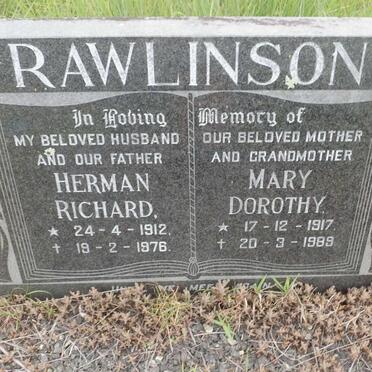 RAWLINSON
In Loving Memory of
MY BELOVED HUSBAND
AND OUR FATHER
HERMAN
RICHARD.
* 24-4-1912.
† 19-2-1976.
OUR BELOVED MOTHER
AND GRANDMOTHER
MARY
DOROTHY.
* 17-12-1917.
† 20-3-1989.